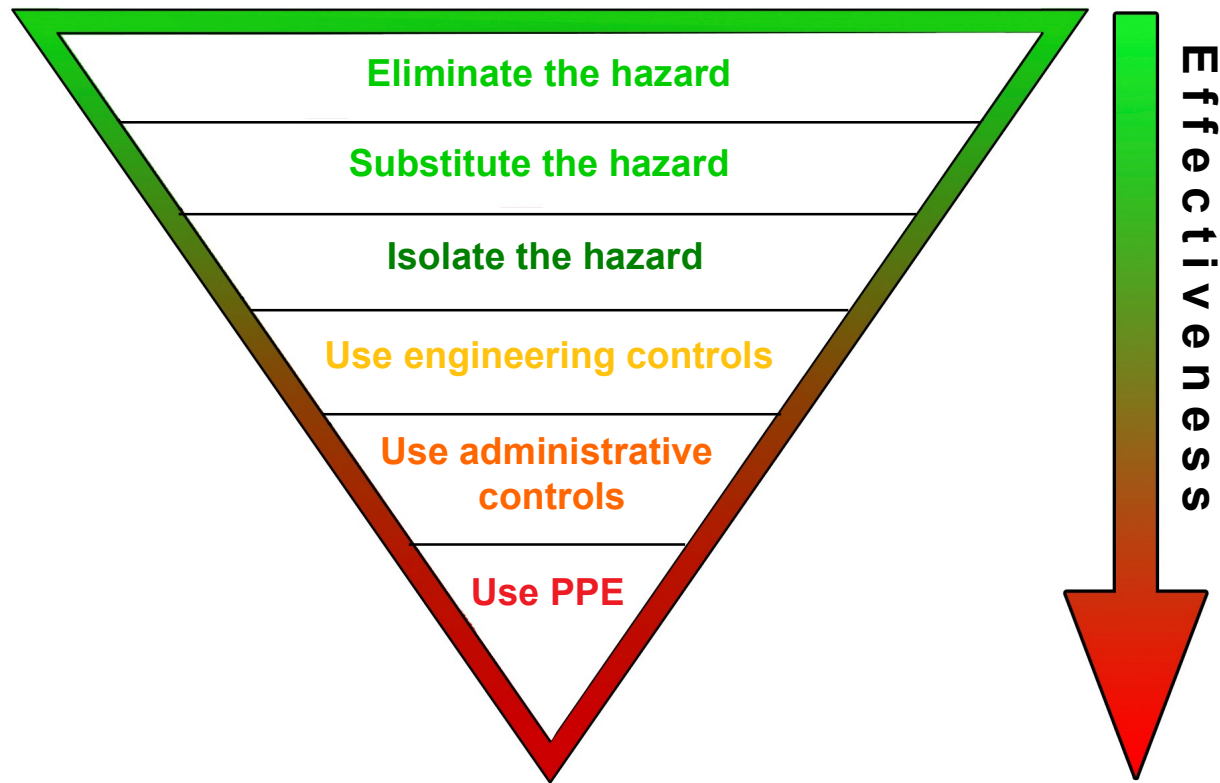 Eliminate the hazard
Substitute the hazard
Isolate the hazard
Use engineering controls
Use administrative
controls
Use PPE
Effectiveness